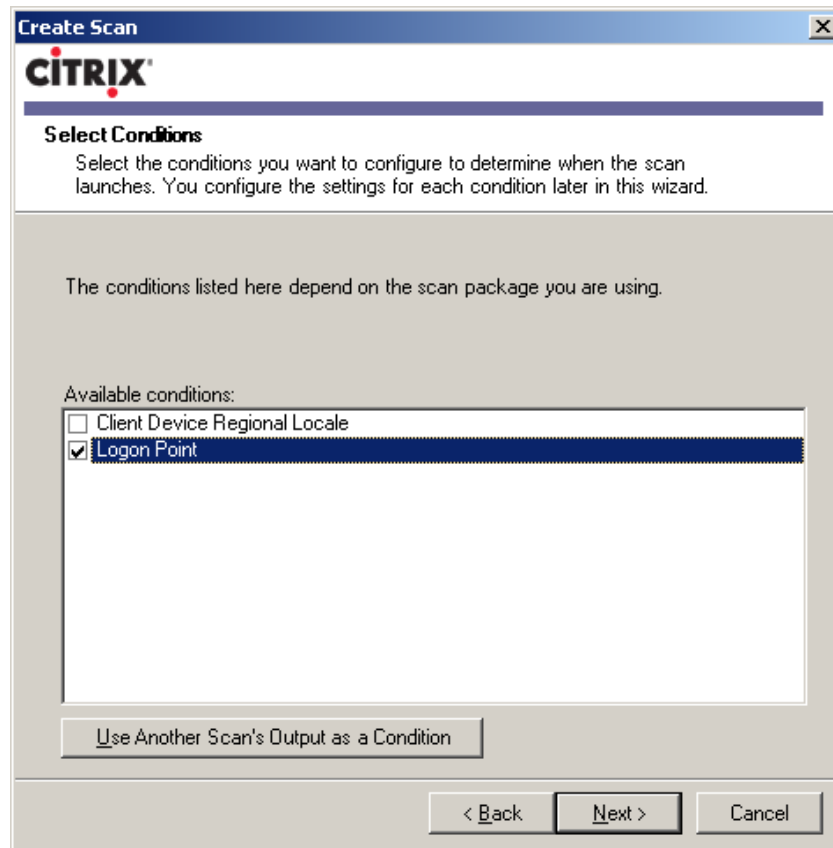 Create Scan
CiTRIX
Select Conditions
Select the conditions you want to configure to determine when the scan
launches. You configure the settings for each condition later in this wizard.
The conditions listed here depend on the scan package you are using.
Available conditions:
Client Device Regional Locale
Logon Point
Use Another Scan's Output as a Condition
< Back Next > Cancel